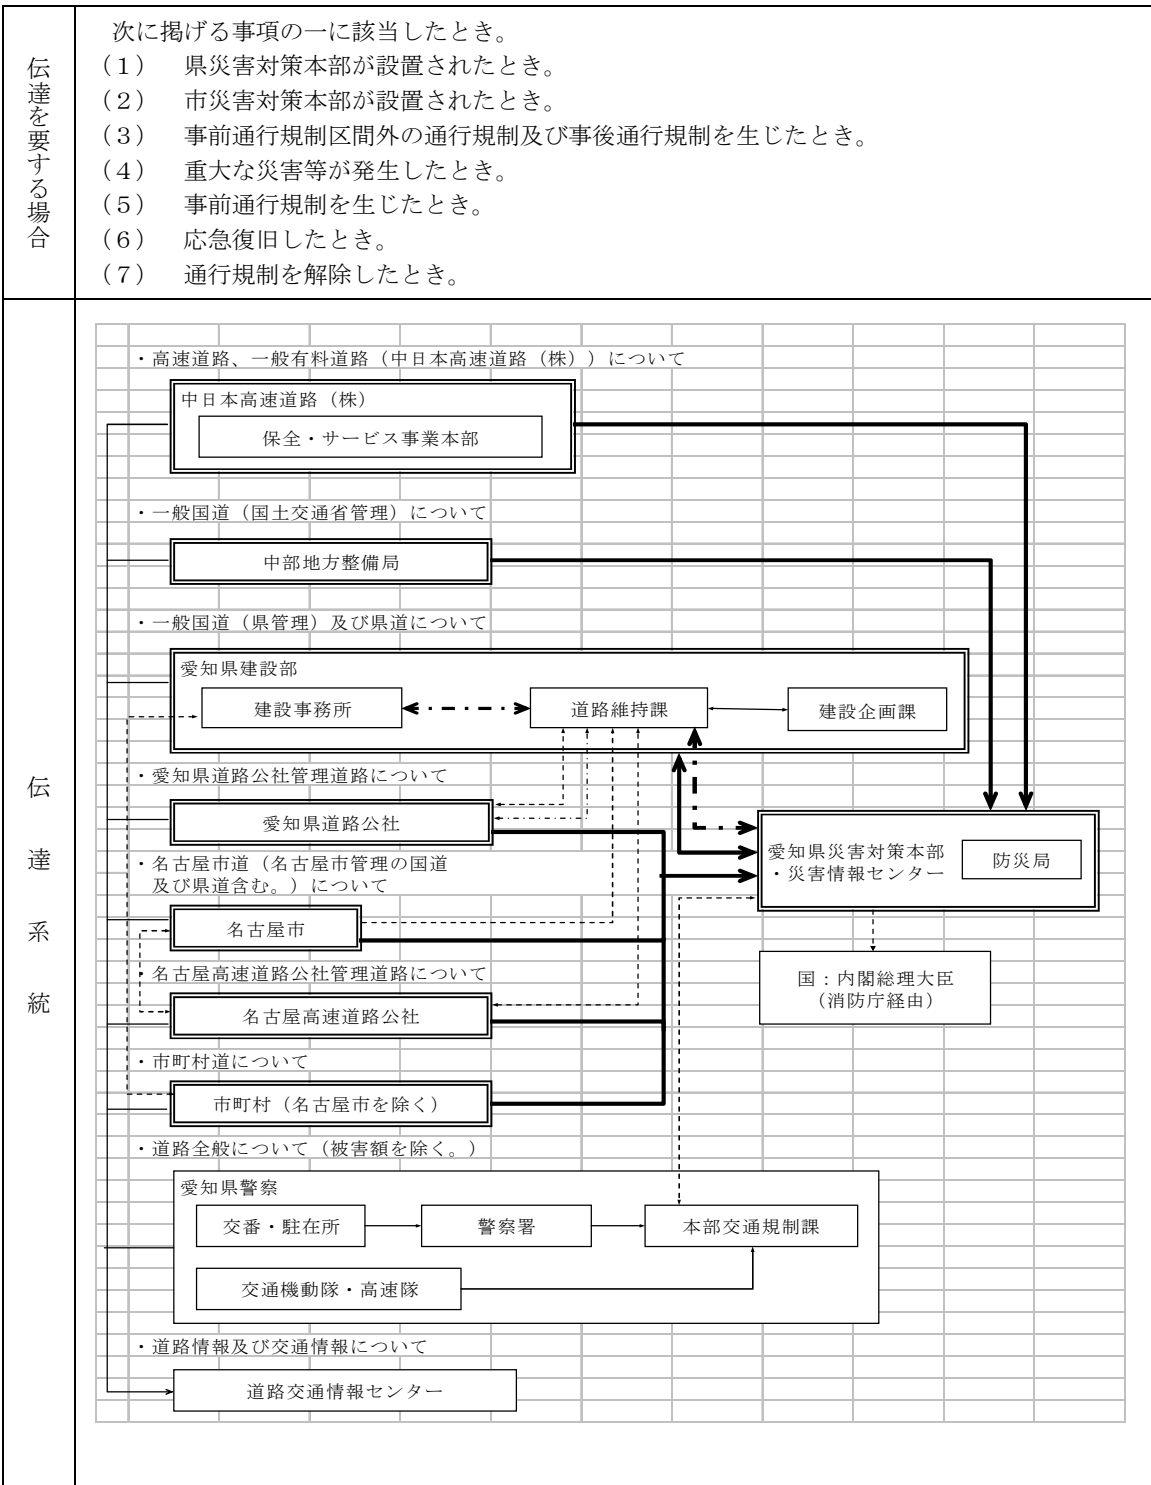 伝達を要する場合
次に掲げる事項の一に該当したとき。
（１）　県災害対策本部が設置されたとき。
（２）　市災害対策本部が設置されたとき。
（３）　事前通行規制区間外の通行規制及び事後通行規制を生じたとき。
（４）　重大な災害等が発生したとき。
（５）　事前通行規制を生じたとき。
（６）　応急復旧したとき。
（７）　通行規制を解除したとき。
伝達系統
・高速道路、一般有料道路（中日本高速道路（株））について
中日本高速道路（株）
保全・サービス事業本部
・一般国道（国土交通省管理）について
中部地方整備局
・一般国道（県管理）及び県道について
愛知県建設部
建設事務所
道路維持課
建設企画課
・愛知県道路公社管理道路について
愛知県道路公社
・名古屋市道（名古屋市管理の国道
及び県道含む。）について
名古屋市
愛知県災害対策本部
・災害情報センター
防災局
国：内閣総理大臣
（消防庁経由）
・名古屋高速道路公社管理道路について
名古屋高速道路公社
・市町村道について
市町村（名古屋市を除く）
・道路全般について（被害額を除く。）
愛知県警察
交番・駐在所
警察署
本部交通規制課
交通機動隊・高速隊
・道路情報及び交通情報について
道路交通情報センター